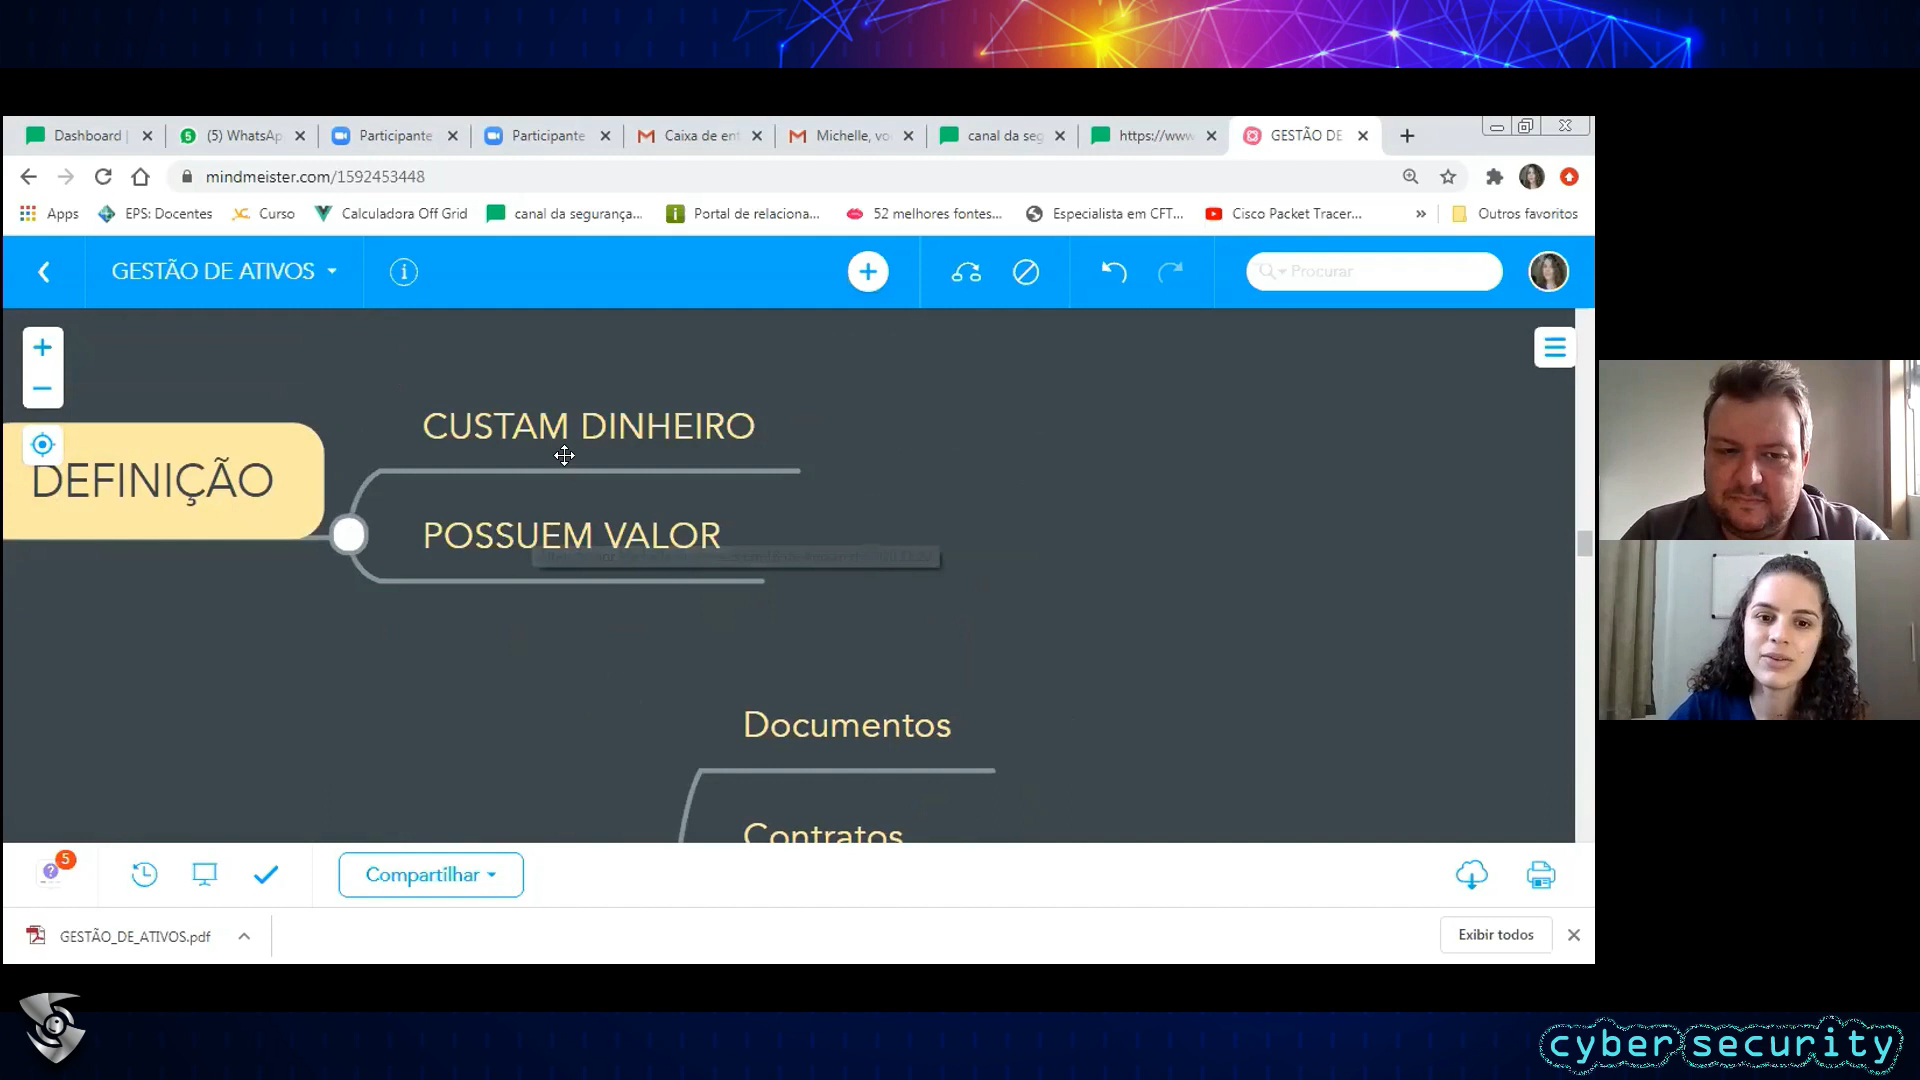 Dashboard
(5) WhatsAp
Participante
Participante
Caixa de en
Michelle, vo
canal da seg
https://www
GESTÃO DE
mindmeister.com/1592453448
Apps
EPS: Docentes
Curso
Calculadora Off Grid
canal da segurança...
Portal de relaciona...
52 melhores fontes...
Especialista em CFT...
Cisco Packet Tracer...
»
Outros favoritos
GESTÃO DE ATIVOS
Procurar
CUSTAM DINHEIRO
DEFINIÇÃO
POSSUEM VALOR
Documentos
Contratos
5
Compartilhar
GESTÃO_DE_ATIVOS.pdf
Exibir todos
cyber security